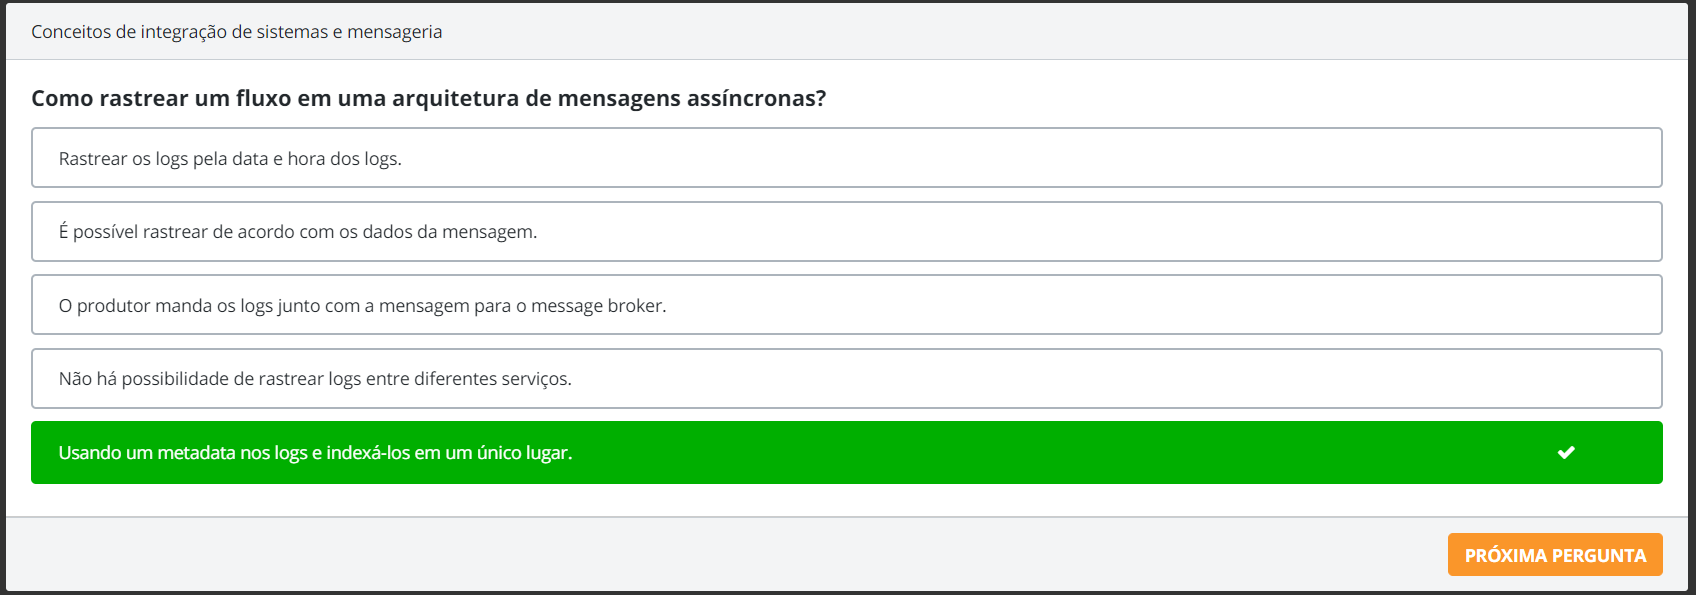 Conceitos de integração de sistemas e mensageria
Como rastrear um fluxo em uma arquitetura de mensagens assíncronas?
Rastrear os logs pela data e hora dos logs.
É possível rastrear de acordo com os dados da mensagem.
O produtor manda os logs junto com a mensagem para o message broker.
Não há possibilidade de rastrear logs entre diferentes serviços.
Usando um metadata nos logs e indexá-los em um único lugar.
PRÓXIMA PERGUNTA